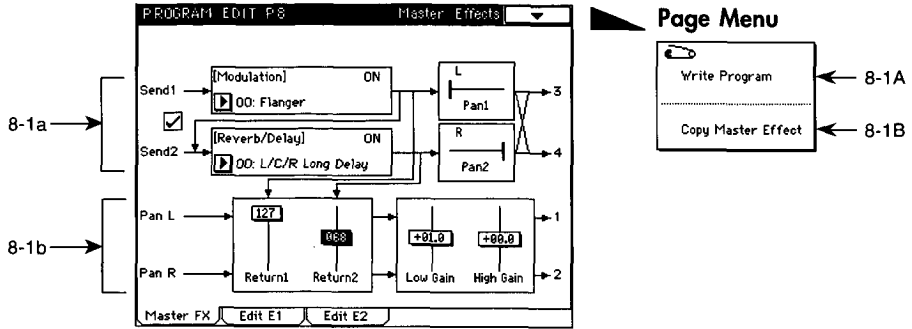 PROGRAM EDIT P8 Master Effects
Page Menu
Write Program
8-1A
Copy Master Effect
8-1B
8-1a
Send1
[Modulation] ON
00: Flanger
Send2
[Reverb/Delay] ON
00: L/C/R Long Delay
L
Pan1
3
R
Pan2
4
8-1b
Pan L
Pan R
127
068
Return1 Return2
+01.0 +00.0
Low Gain High Gain
1
2
Master FX Edit E1 Edit E2